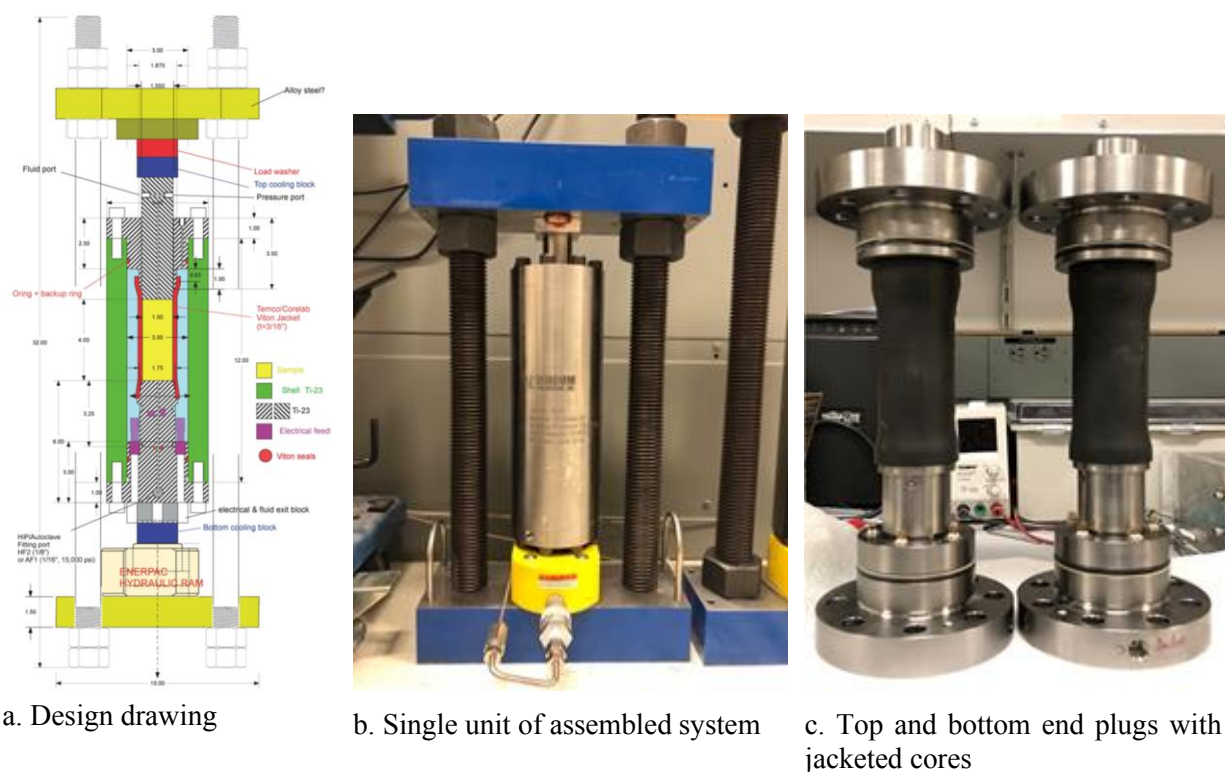 3.00
1.875
1.550
Alloy steel?
Fluid port
Load washer
Top cooling block
Pressure port
2.50
1.00
3.50
0.63
1.00
Oring + backup ring
Temco/Corelab
Viton Jacket
(t=3/16")
1.50
32.00
4.00
3.00
12.00
1.75
Sample
Shell Ti-23
Ti-23
Electrical feed
Viton seals
3.25
6.00
3.00
1.00
electrical & fluid exit block
Bottom cooling block
HiP/Autoclave
Fitting port
HF2 (1/8")
or AF1 (1/16", 15,000 psi)
ENERPAC
HYDRAULIC RAM
1.50
10.00
a. Design drawing
b. Single unit of assembled system
c. Top and bottom end plugs with
jacketed cores